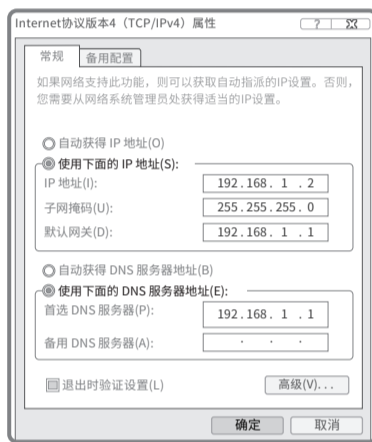 Internet协议版本4（TCP/IPv4）属性
常规 备用配置
如果网络支持此功能，则可以获取自动指派的IP设置。否则，
您需要从网络系统管理员处获得适当的IP设置。
自动获得 IP 地址(O)
使用下面的 IP 地址(S):
IP 地址(I): 192.168. 1 . 2
子网掩码(U): 255.255.255. 0
默认网关(D): 192.168. 1 . 1
自动获得 DNS 服务器地址(B)
使用下面的 DNS 服务器地址(E):
首选 DNS 服务器(P): 192.168. 1 . 1
备用 DNS 服务器(A): . . .
退出时验证设置(L) 高级(V)...
确定 取消